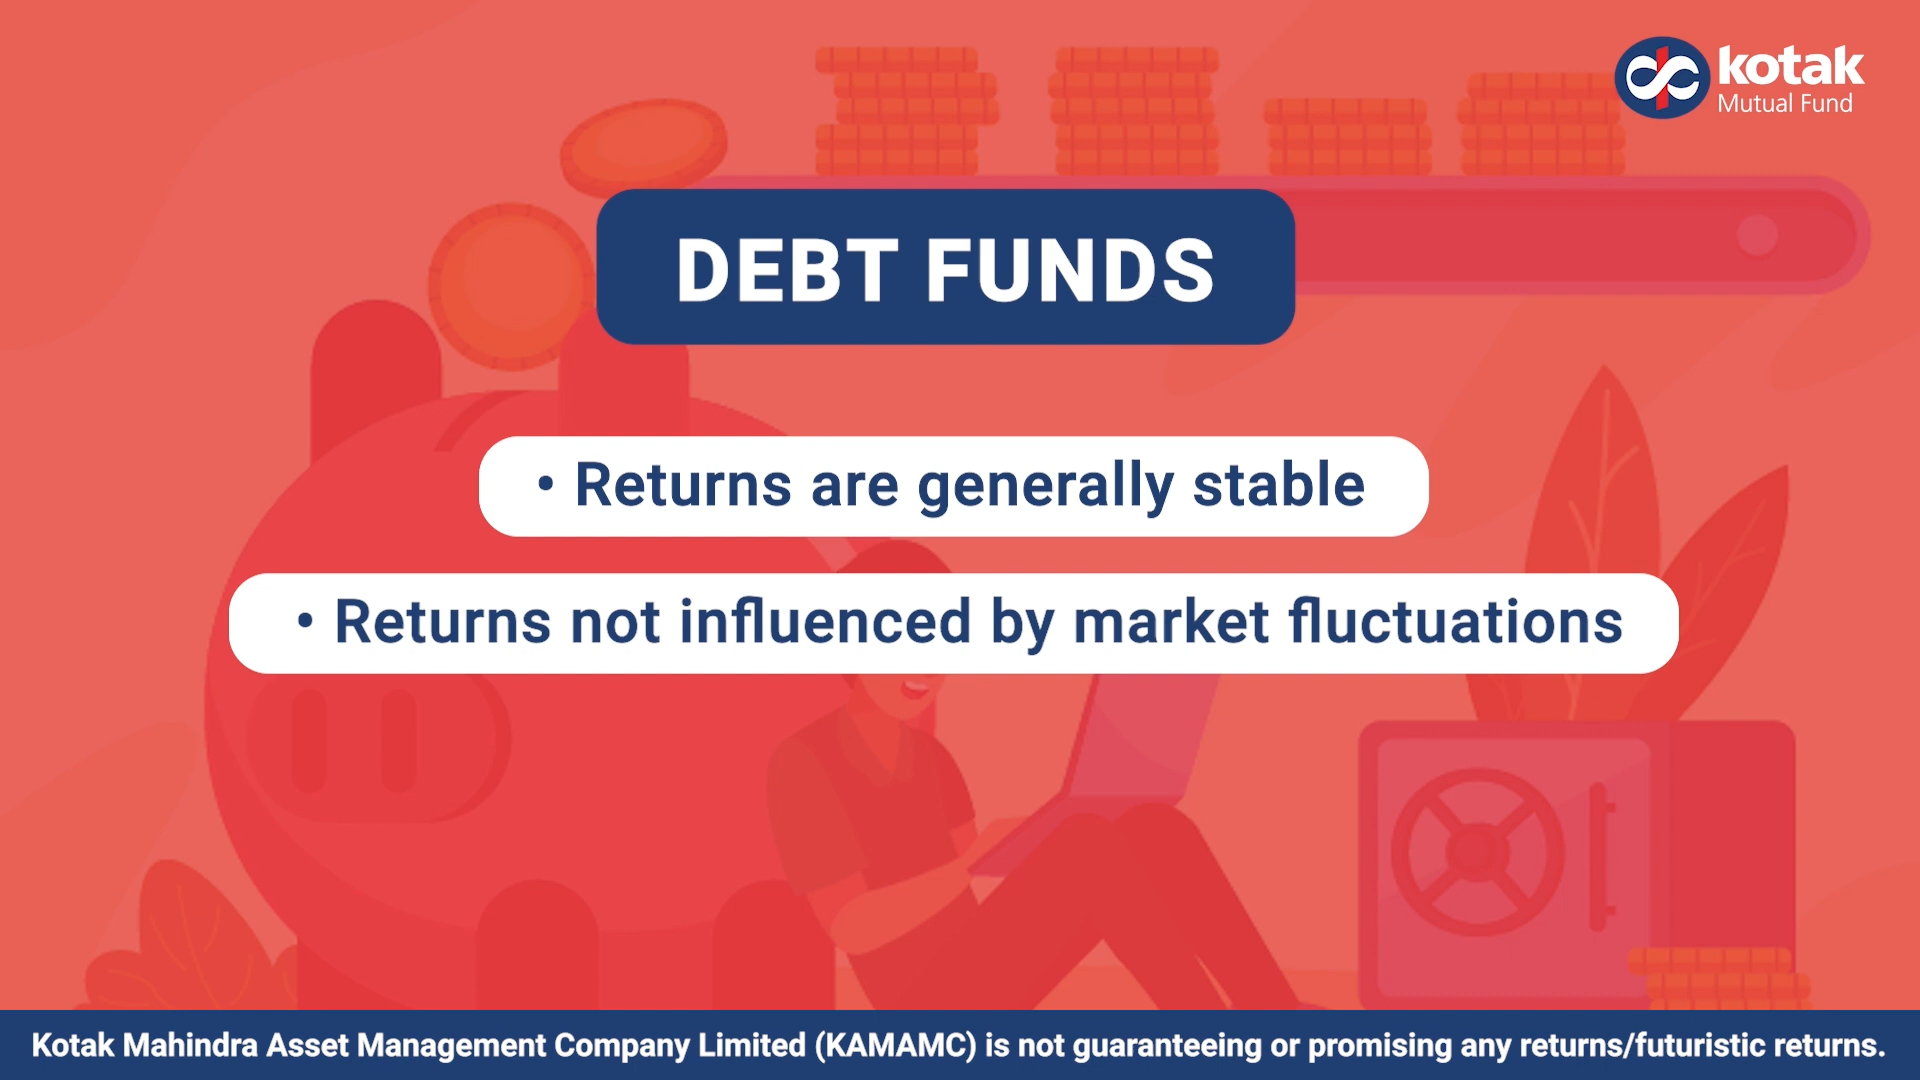 kotak
Mutual Fund
DEBT FUNDS
• Returns are generally stable
• Returns not influenced by market fluctuations
Kotak Mahindra Asset Management Company Limited (KAMAMC) is not guaranteeing or promising any returns/futuristic returns.